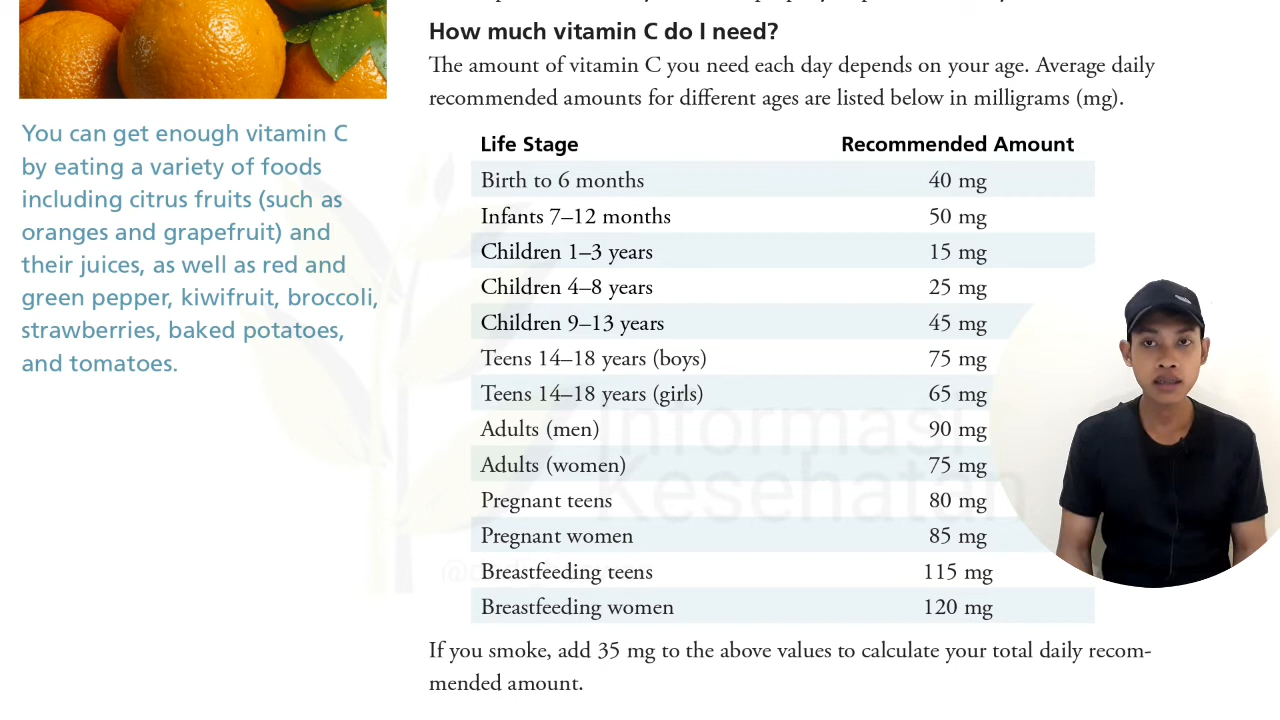 You can get enough vitamin C
by eating a variety of foods
including citrus fruits (such as
oranges and grapefruit) and
their juices, as well as red and
green pepper, kiwifruit, broccoli,
strawberries, baked potatoes,
and tomatoes.
How much vitamin C do I need?
The amount of vitamin C you need each day depends on your age. Average daily
recommended amounts for different ages are listed below in milligrams (mg).
Life Stage Recommended Amount
Birth to 6 months 40 mg
Infants 7–12 months 50 mg
Children 1–3 years 15 mg
Children 4–8 years 25 mg
Children 9–13 years 45 mg
Teens 14–18 years (boys) 75 mg
Teens 14–18 years (girls) 65 mg
Adults (men) 90 mg
Adults (women) 75 mg
Pregnant teens 80 mg
Pregnant women 85 mg
Breastfeeding teens 115 mg
Breastfeeding women 120 mg
If you smoke, add 35 mg to the above values to calculate your total daily recom-
mended amount.
Informasi
Kesehatan